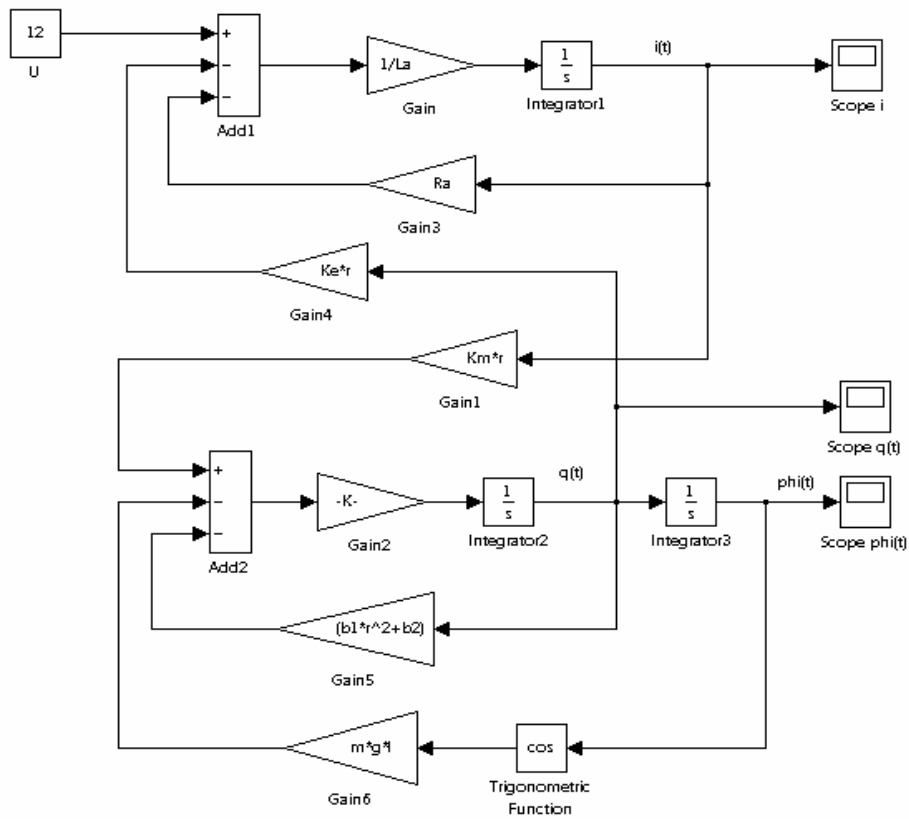 12
U
+
−
−
Add1
1/La
Gain
1
s
Integrator1
i(t)
Scope i
Ra
Gain3
Ke*r
Gain4
Km*r
Gain1
Scope q(t)
+
−
−
Add2
-K-
Gain2
1
s
Integrator2
q(t)
1
s
Integrator3
phi(t)
Scope phi(t)
(b1*r^2+b2)
Gain5
m*g*l
Gain6
cos
Trigonometric
Function